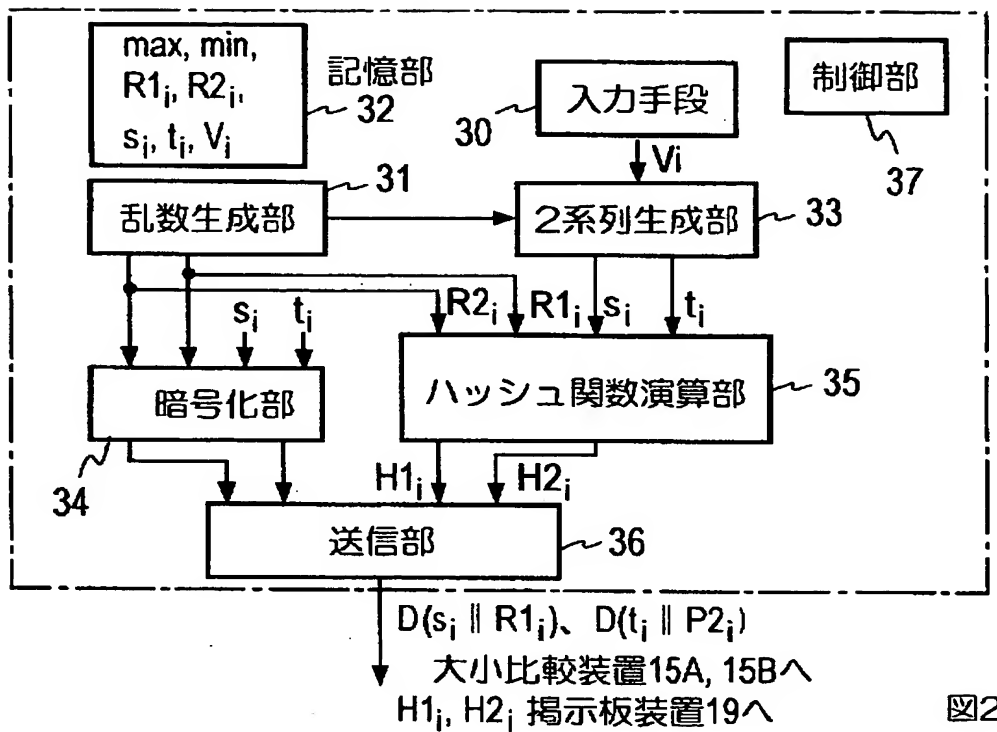 max, min,
R1i, R2i,
si, ti, Vi
記憶部
32
入力手段
30
制御部
37
Vi
31
乱数生成部
2系列生成部
33
R2i
R1i
si
ti
si
ti
暗号化部
34
ハッシュ関数演算部
35
H1i
H2i
送信部
36
D(si || R1i)、D(ti || P2i)
大小比較装置15A, 15Bへ
H1i, H2i 掲示板装置19へ
図2